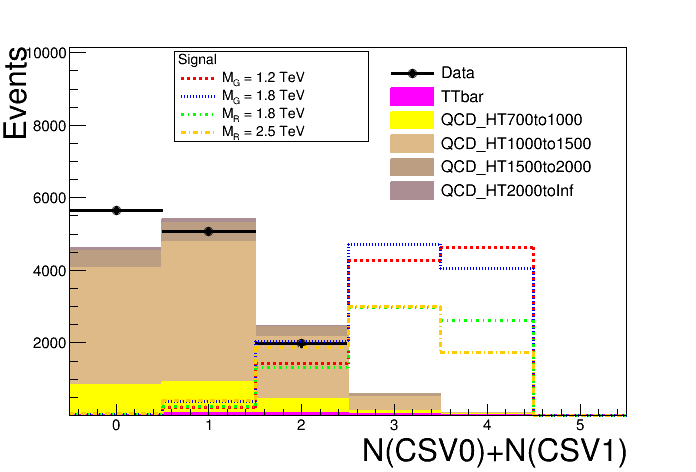 Events
10000
8000
6000
4000
2000
Signal
M_G = 1.2 TeV
M_G = 1.8 TeV
M_R = 1.8 TeV
M_R = 2.5 TeV
Data
TTbar
QCD_HT700to1000
QCD_HT1000to1500
QCD_HT1500to2000
QCD_HT2000toInf
0 1 2 3 4 5
N(CSV0)+N(CSV1)